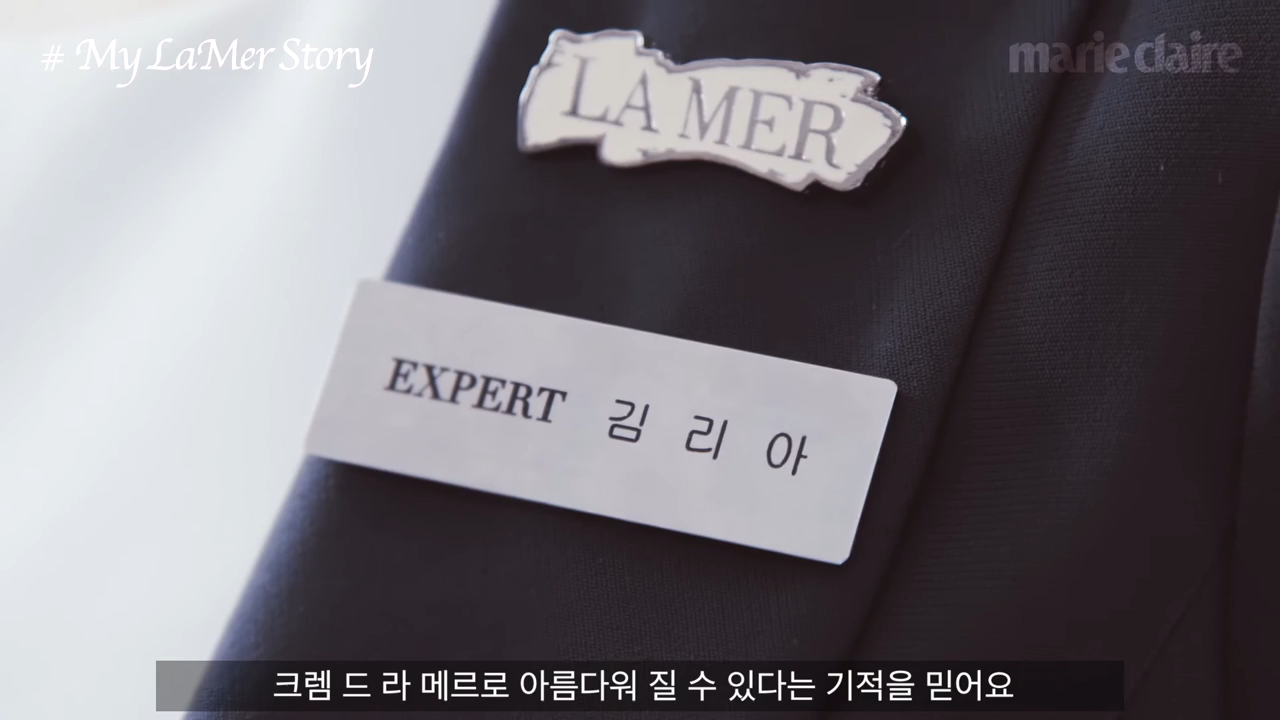 # My LaMer Story
marie claire
LA MER
EXPERT 김 리 아
크렘 드 라 메르로 아름다워 질 수 있다는 기적을 믿어요